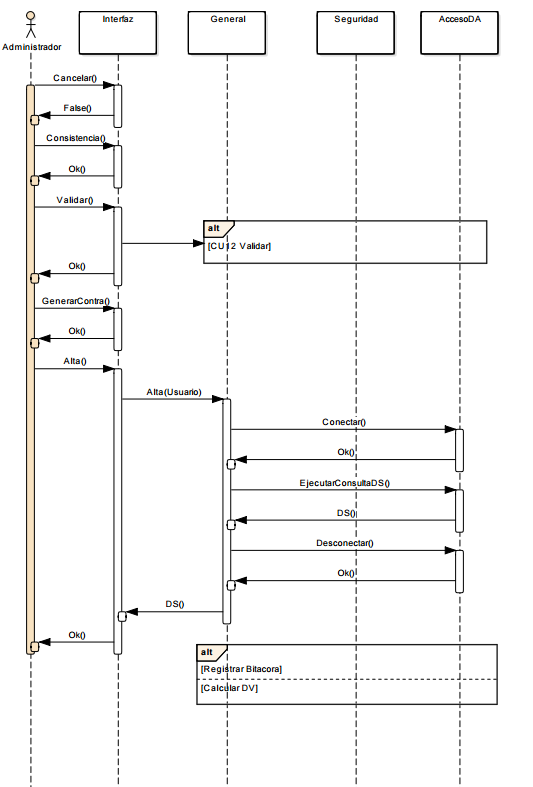 Interfaz
General
Seguridad
AccesoDA
Administrador
Cancelar()
False()
Consistencia()
Ok()
Validar()
alt
[CU12 Validar]
Ok()
GenerarContra()
Ok()
Alta()
Alta(Usuario)
Conectar()
Ok()
EjecutarConsultaDS()
DS()
Desconectar()
Ok()
DS()
Ok()
alt
[Registrar Bitacora]
[Calcular DV]